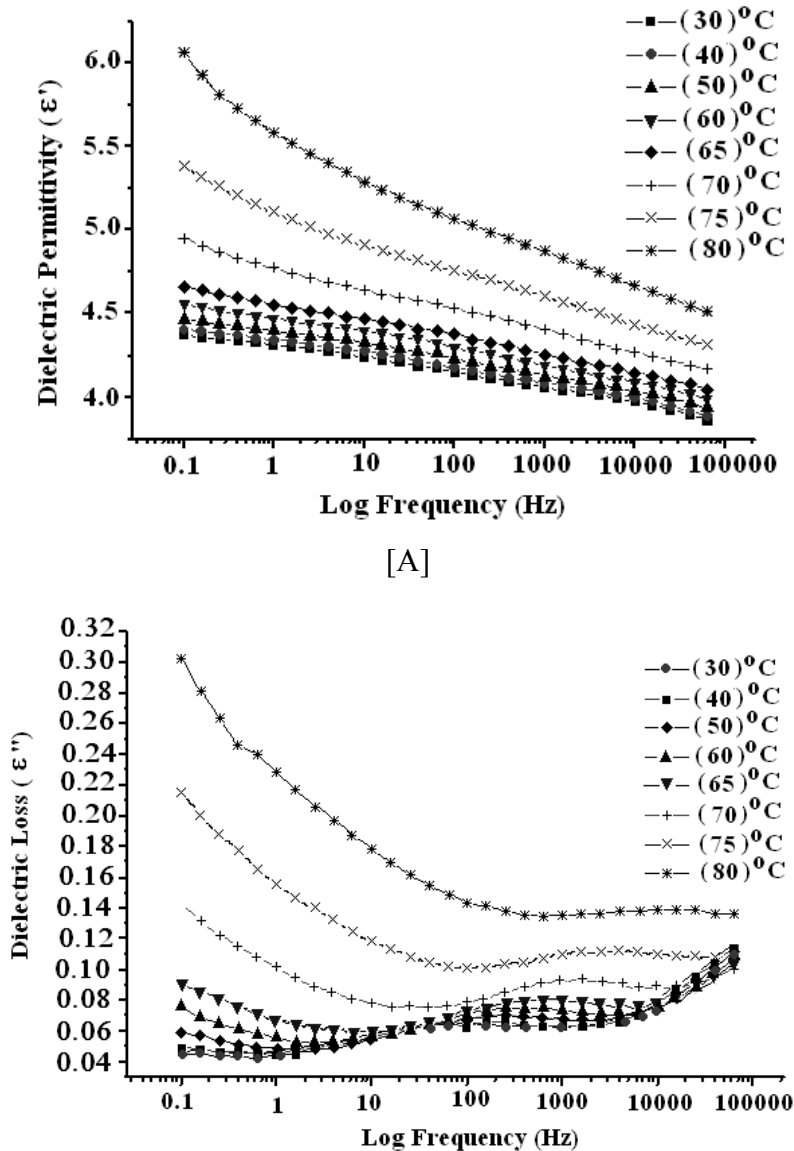 Dielectric Permittivity ( ε' )
6.0
5.5
5.0
4.5
4.0
0.1 1 10 100 1000 10000 100000
Log Frequency (Hz)
(30)⁰C
(40)⁰C
(50)⁰C
(60)⁰C
(65)⁰C
(70)⁰C
(75)⁰C
(80)⁰C
[A]
Dielectric Loss ( ε'')
0.32
0.30
0.28
0.26
0.24
0.22
0.20
0.18
0.16
0.14
0.12
0.10
0.08
0.06
0.04
0.1 1 10 100 1000 10000 100000
Log Frequency (Hz)
(30)⁰C
(40)⁰C
(50)⁰C
(60)⁰C
(65)⁰C
(70)⁰C
(75)⁰C
(80)⁰C